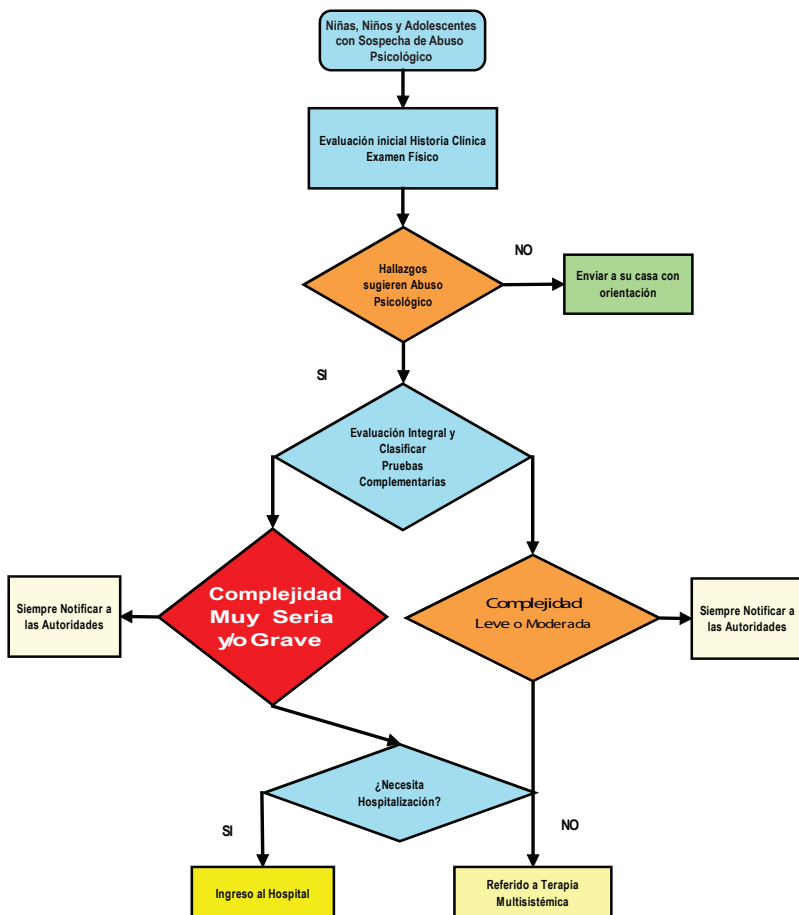 Niñas, Niños y Adolescentes
con Sospecha de Abuso
Psicológico
Evaluación inicial Historia Clínica
Examen Físico
Hallazgos
sugieren Abuso
Psicológico
NO
Enviar a su casa con
orientación
SI
Evaluación Integral y
Clasificar
Pruebas
Complementarias
Siempre Notificar a
las Autoridades
Complejidad
Muy Seria
y/o Grave
Complejidad
Leve o Moderada
Siempre Notificar a
las Autoridades
¿Necesita
Hospitalización?
SI
NO
Ingreso al Hospital
Referido a Terapia
Multisistémica